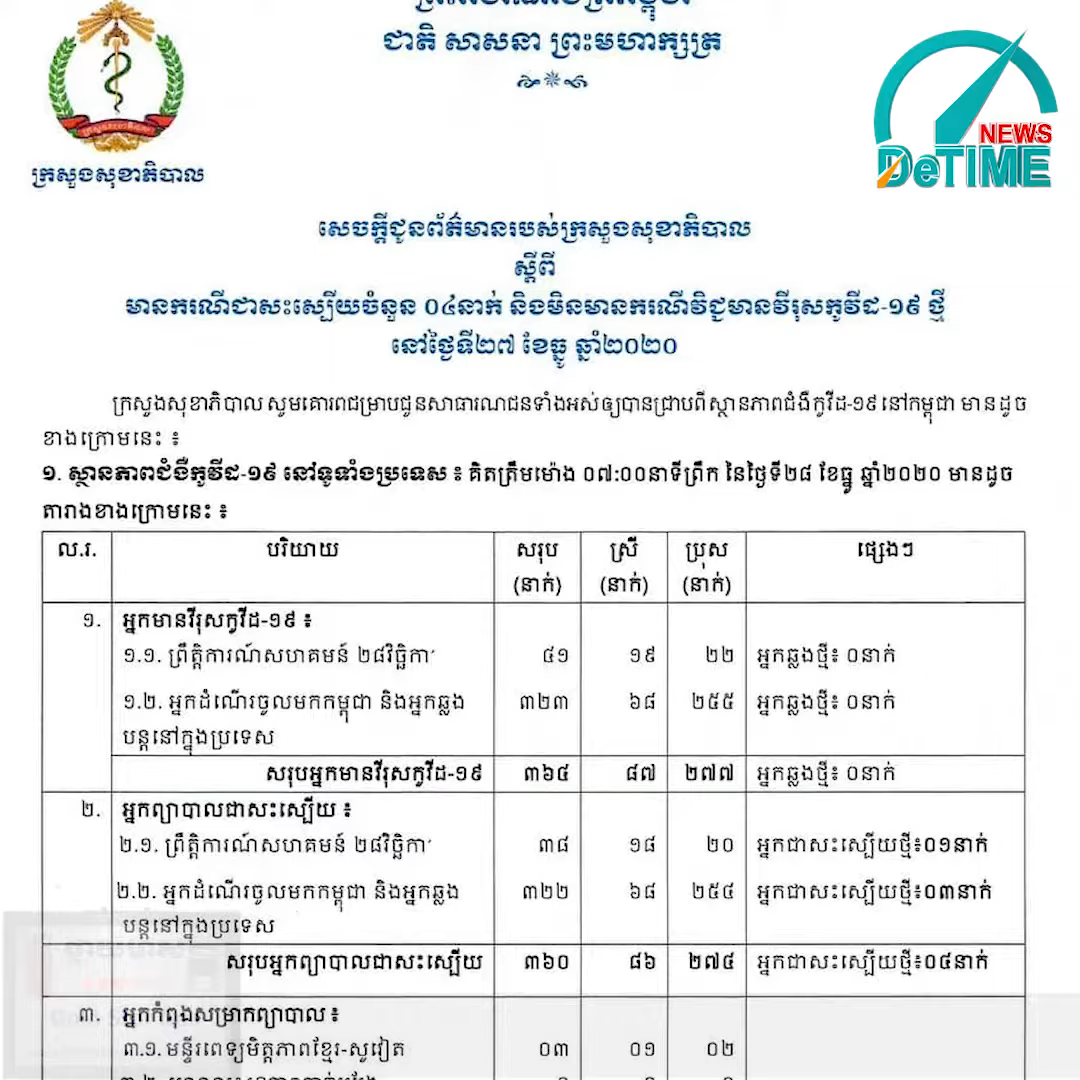 ជាតិ សាសនា ព្រះមហាក្សត្រ
NEWS
DeTIME
ក្រសួងសុខាភិបាល
សេចក្តីជូនព័ត៌មានរបស់ក្រសួងសុខាភិបាល
ស្តីពី
មានករណីជាសះស្បើយចំនួន ០៤នាក់ និងមិនមានករណីវិជ្ជមានវីរុសកូវីដ-១៩ ថ្មី
នៅថ្ងៃទី២៧ ខែធ្នូ ឆ្នាំ២០២០
ក្រសួងសុខាភិបាល សូមគោរពជម្រាបជូនសាធារណជនទាំងអស់ឲ្យបានជ្រាបពីស្ថានភាពជំងឺកូវីដ-១៩ នៅកម្ពុជា មានដូច
ខាងក្រោមនេះ ៖
១. ស្ថានភាពជំងឺកូវីដ-១៩ នៅទូទាំងប្រទេស ៖ គិតត្រឹមម៉ោង ០៧:០០នាទីព្រឹក នៃថ្ងៃទី២៨ ខែធ្នូ ឆ្នាំ២០២០ មានដូច
តារាងខាងក្រោមនេះ ៖
ល.រ. បរិយាយ សរុប (នាក់) ស្រី (នាក់) ប្រុស (នាក់) ផ្សេងៗ
១. អ្នកមានវីរុសកូវីដ-១៩ ៖
១.១. ព្រឹត្តិការណ៍សហគមន៍ ២៨វិច្ឆិកា ៤១ ១៩ ២២ អ្នកឆ្លងថ្មី៖ ០នាក់
១.២. អ្នកដំណើរចូលមកកម្ពុជា និងអ្នកឆ្លង ៣២៣ ៦៨ ២៥៥ អ្នកឆ្លងថ្មី៖ ០នាក់
បន្តនៅក្នុងប្រទេស
សរុបអ្នកមានវីរុសកូវីដ-១៩ ៣៦៤ ៨៧ ២៧៧ អ្នកឆ្លងថ្មី៖ ០នាក់
២. អ្នកព្យាបាលជាសះស្បើយ ៖
២.១. ព្រឹត្តិការណ៍សហគមន៍ ២៨វិច្ឆិកា ៣៨ ១៨ ២០ អ្នកជាសះស្បើយថ្មី៖០១នាក់
២.២. អ្នកដំណើរចូលមកកម្ពុជា និងអ្នកឆ្លង ៣២២ ៦៨ ២៥៤ អ្នកជាសះស្បើយថ្មី៖០៣នាក់
បន្តនៅក្នុងប្រទេស
សរុបអ្នកព្យាបាលជាសះស្បើយ ៣៦០ ៨៦ ២៧៤ អ្នកជាសះស្បើយថ្មី៖០៤នាក់
៣. អ្នកកំពុងសម្រាកព្យាបាល ៖
៣.១. មន្ទីរពេទ្យមិត្តភាពខ្មែរ-សូវៀត ០៣ ០១ ០២